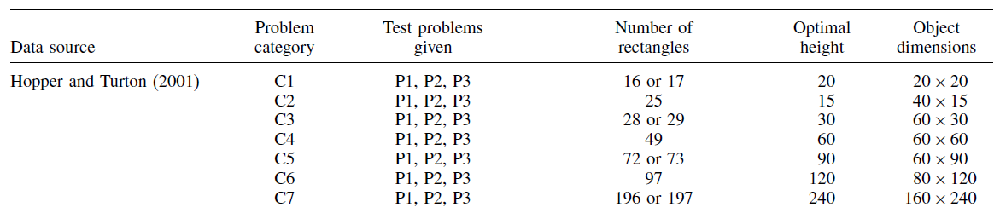 Problem Test problems Number of Optimal Object
Data source category given rectangles height dimensions
Hopper and Turton (2001) C1 P1, P2, P3 16 or 17 20 20 × 20
C2 P1, P2, P3 25 15 40 × 15
C3 P1, P2, P3 28 or 29 30 60 × 30
C4 P1, P2, P3 49 60 60 × 60
C5 P1, P2, P3 72 or 73 90 60 × 90
C6 P1, P2, P3 97 120 80 × 120
C7 P1, P2, P3 196 or 197 240 160 × 240